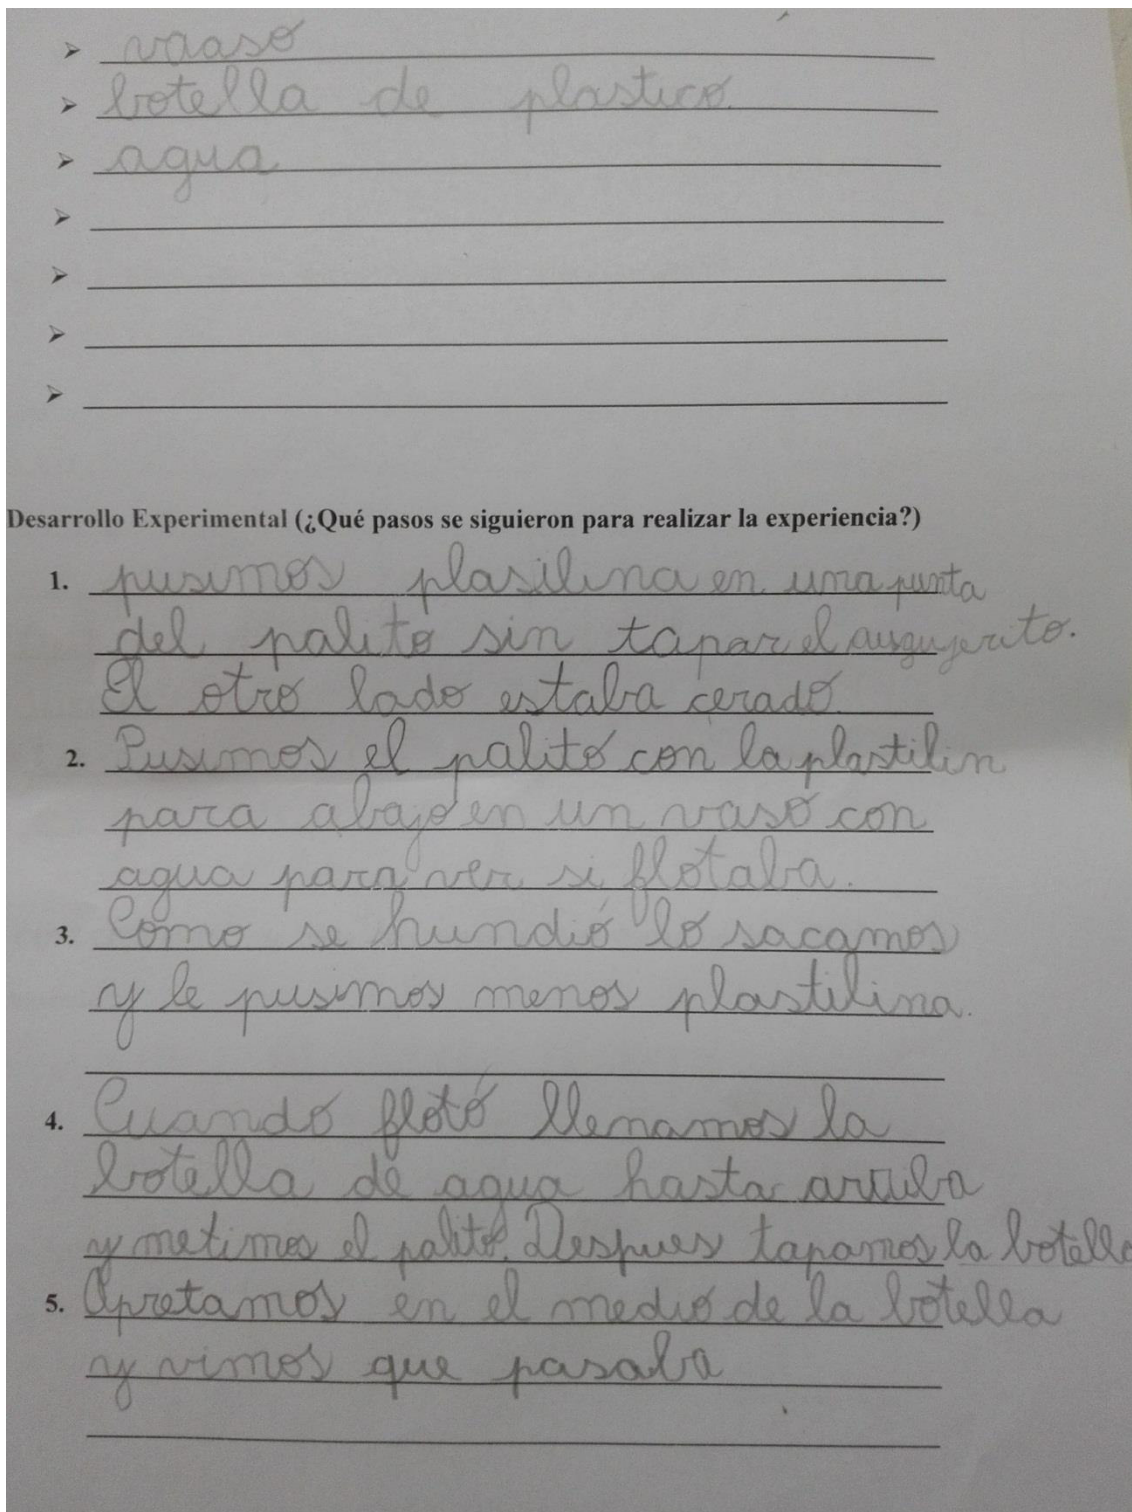 ➤ vaaso
➤ botella de plastico.
➤ agua
➤
➤
➤
➤
Desarrollo Experimental (¿Qué pasos se siguieron para realizar la experiencia?)
1. pusimos plasilina en una punta
del palito sin tapar el ausgujerito.
El otro lado estaba cerado.
2. Pusimos el palito con la plastilin
para abajo en un vaso con
agua para ver si flotaba.
3. Como se hundió lo sacamos
y le pusimos menos plastilina.
4. Cuando flotó llenamos la
botella de agua hasta arriba
y metimos el palito. Despues tapamos la botella
5. Apretamos en el medio de la botella
y vimos que pasaba